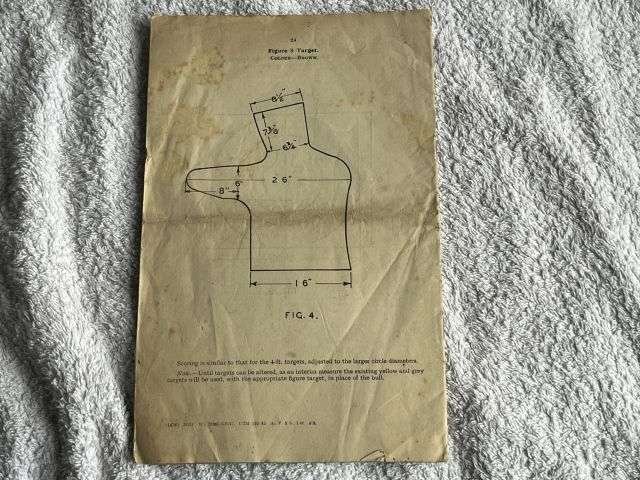 24
Figure 3 Target.
Colour—Brown.
8½"
7⅜"
6¾"
6"
2 6"
8"
1 6"
FIG. 4.
Scoring is similar to that for the 4-ft. targets, adjusted to the larger circle diameters.
Note.—Until targets can be altered, as an interim measure the existing yellow and grey
targets will be used, with the appropriate figure target, in place of the bull.